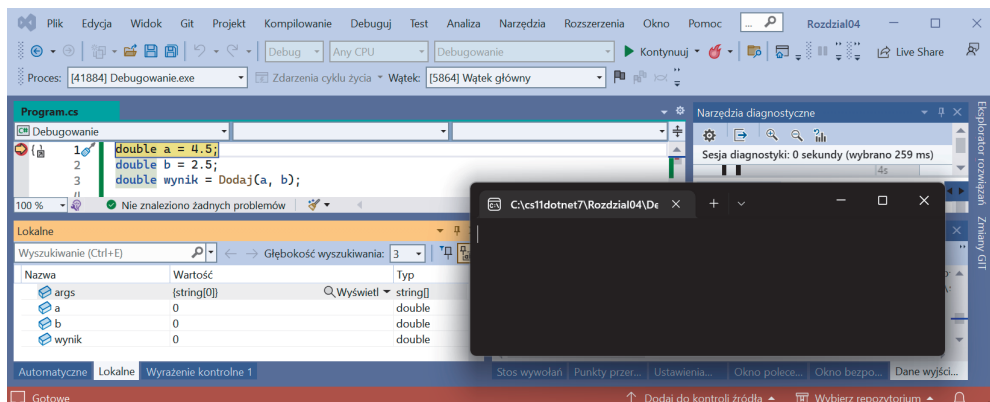 Plik Edycja Widok Git Projekt Kompilowanie Debuguj Test Analiza Narzędzia Rozszerzenia Okno Pomoc ... Rozdzial04
Debug Any CPU Debugowanie Kontynuuj Live Share
Proces: [41884] Debugowanie.exe Zdarzenia cyklu życia Wątek: [5864] Wątek główny
Program.cs
Debugowanie
1 double a = 4.5;
2 double b = 2.5;
3 double wynik = Dodaj(a, b);
100 % Nie znaleziono żadnych problemów
Narzędzia diagnostyczne
Sesja diagnostyki: 0 sekundy (wybrano 259 ms)
4s
Eksplorator rozwiązań
Zmiany GIT
C:\cs11dotnet7\Rozdzial04\De
Lokalne
Wyszukiwanie (Ctrl+E) Głębokość wyszukiwania: 3
Nazwa Wartość Typ
args {string[0]} Wyświetl string[]
a 0 double
b 0 double
wynik 0 double
Automatyczne Lokalne Wyrażenie kontrolne 1
Stos wywołań Punkty przer... Ustawienia... Okno polece... Okno bezpo... Dane wyjści...
Gotowe Dodaj do kontroli źródła Wybierz repozytorium